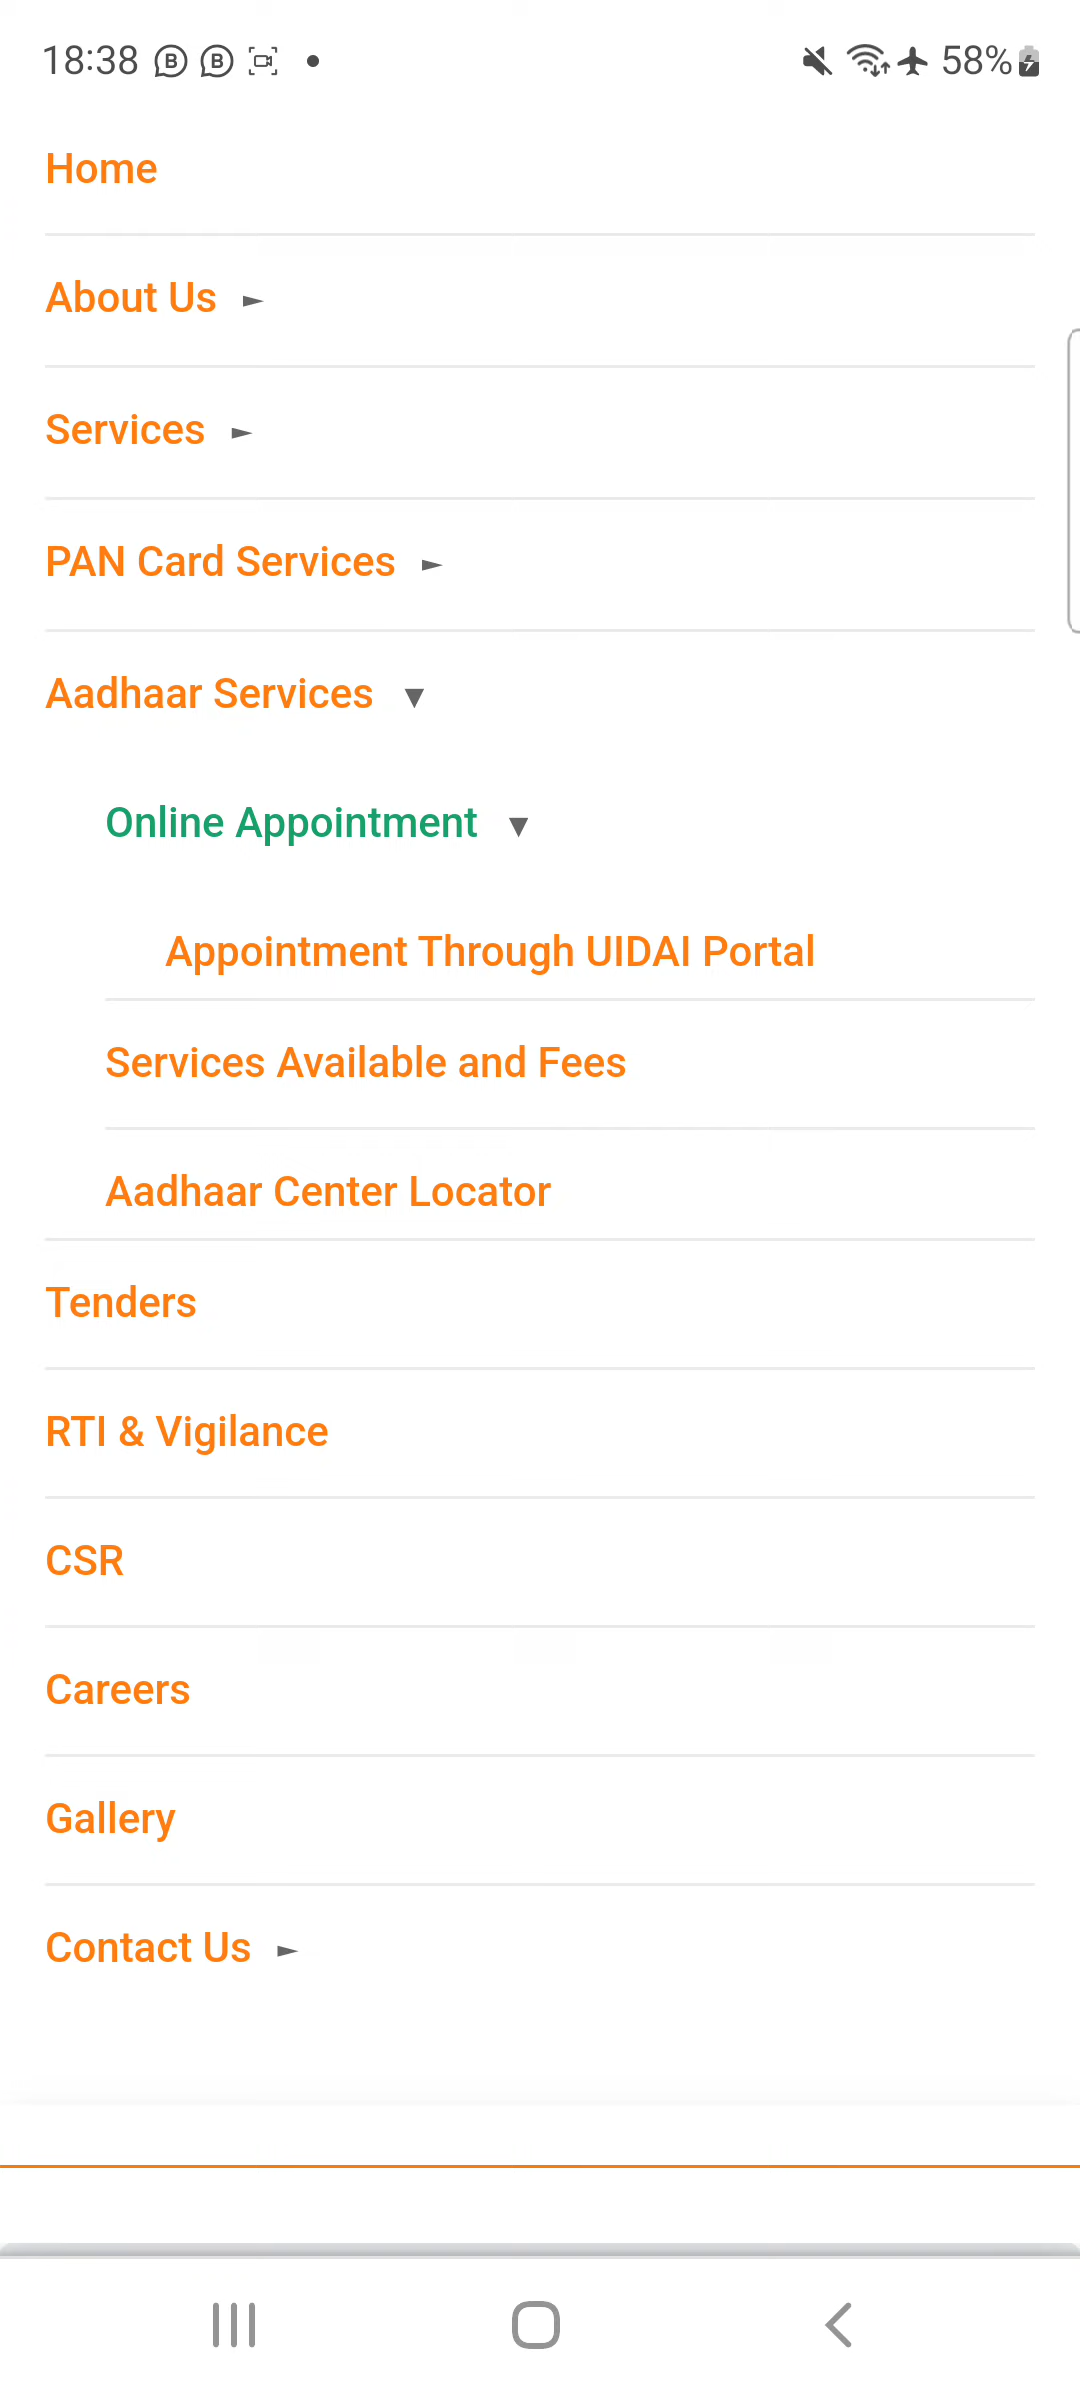 18:38
58%
Home
About Us ►
Services ►
PAN Card Services ►
Aadhaar Services ▼
Online Appointment ▼
Appointment Through UIDAI Portal
Services Available and Fees
Aadhaar Center Locator
Tenders
RTI & Vigilance
CSR
Careers
Gallery
Contact Us ►